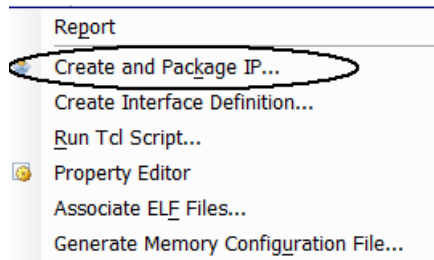 Report
Create and Package IP...
Create Interface Definition...
Run Tcl Script...
Property Editor
Associate ELF Files...
Generate Memory Configuration File...